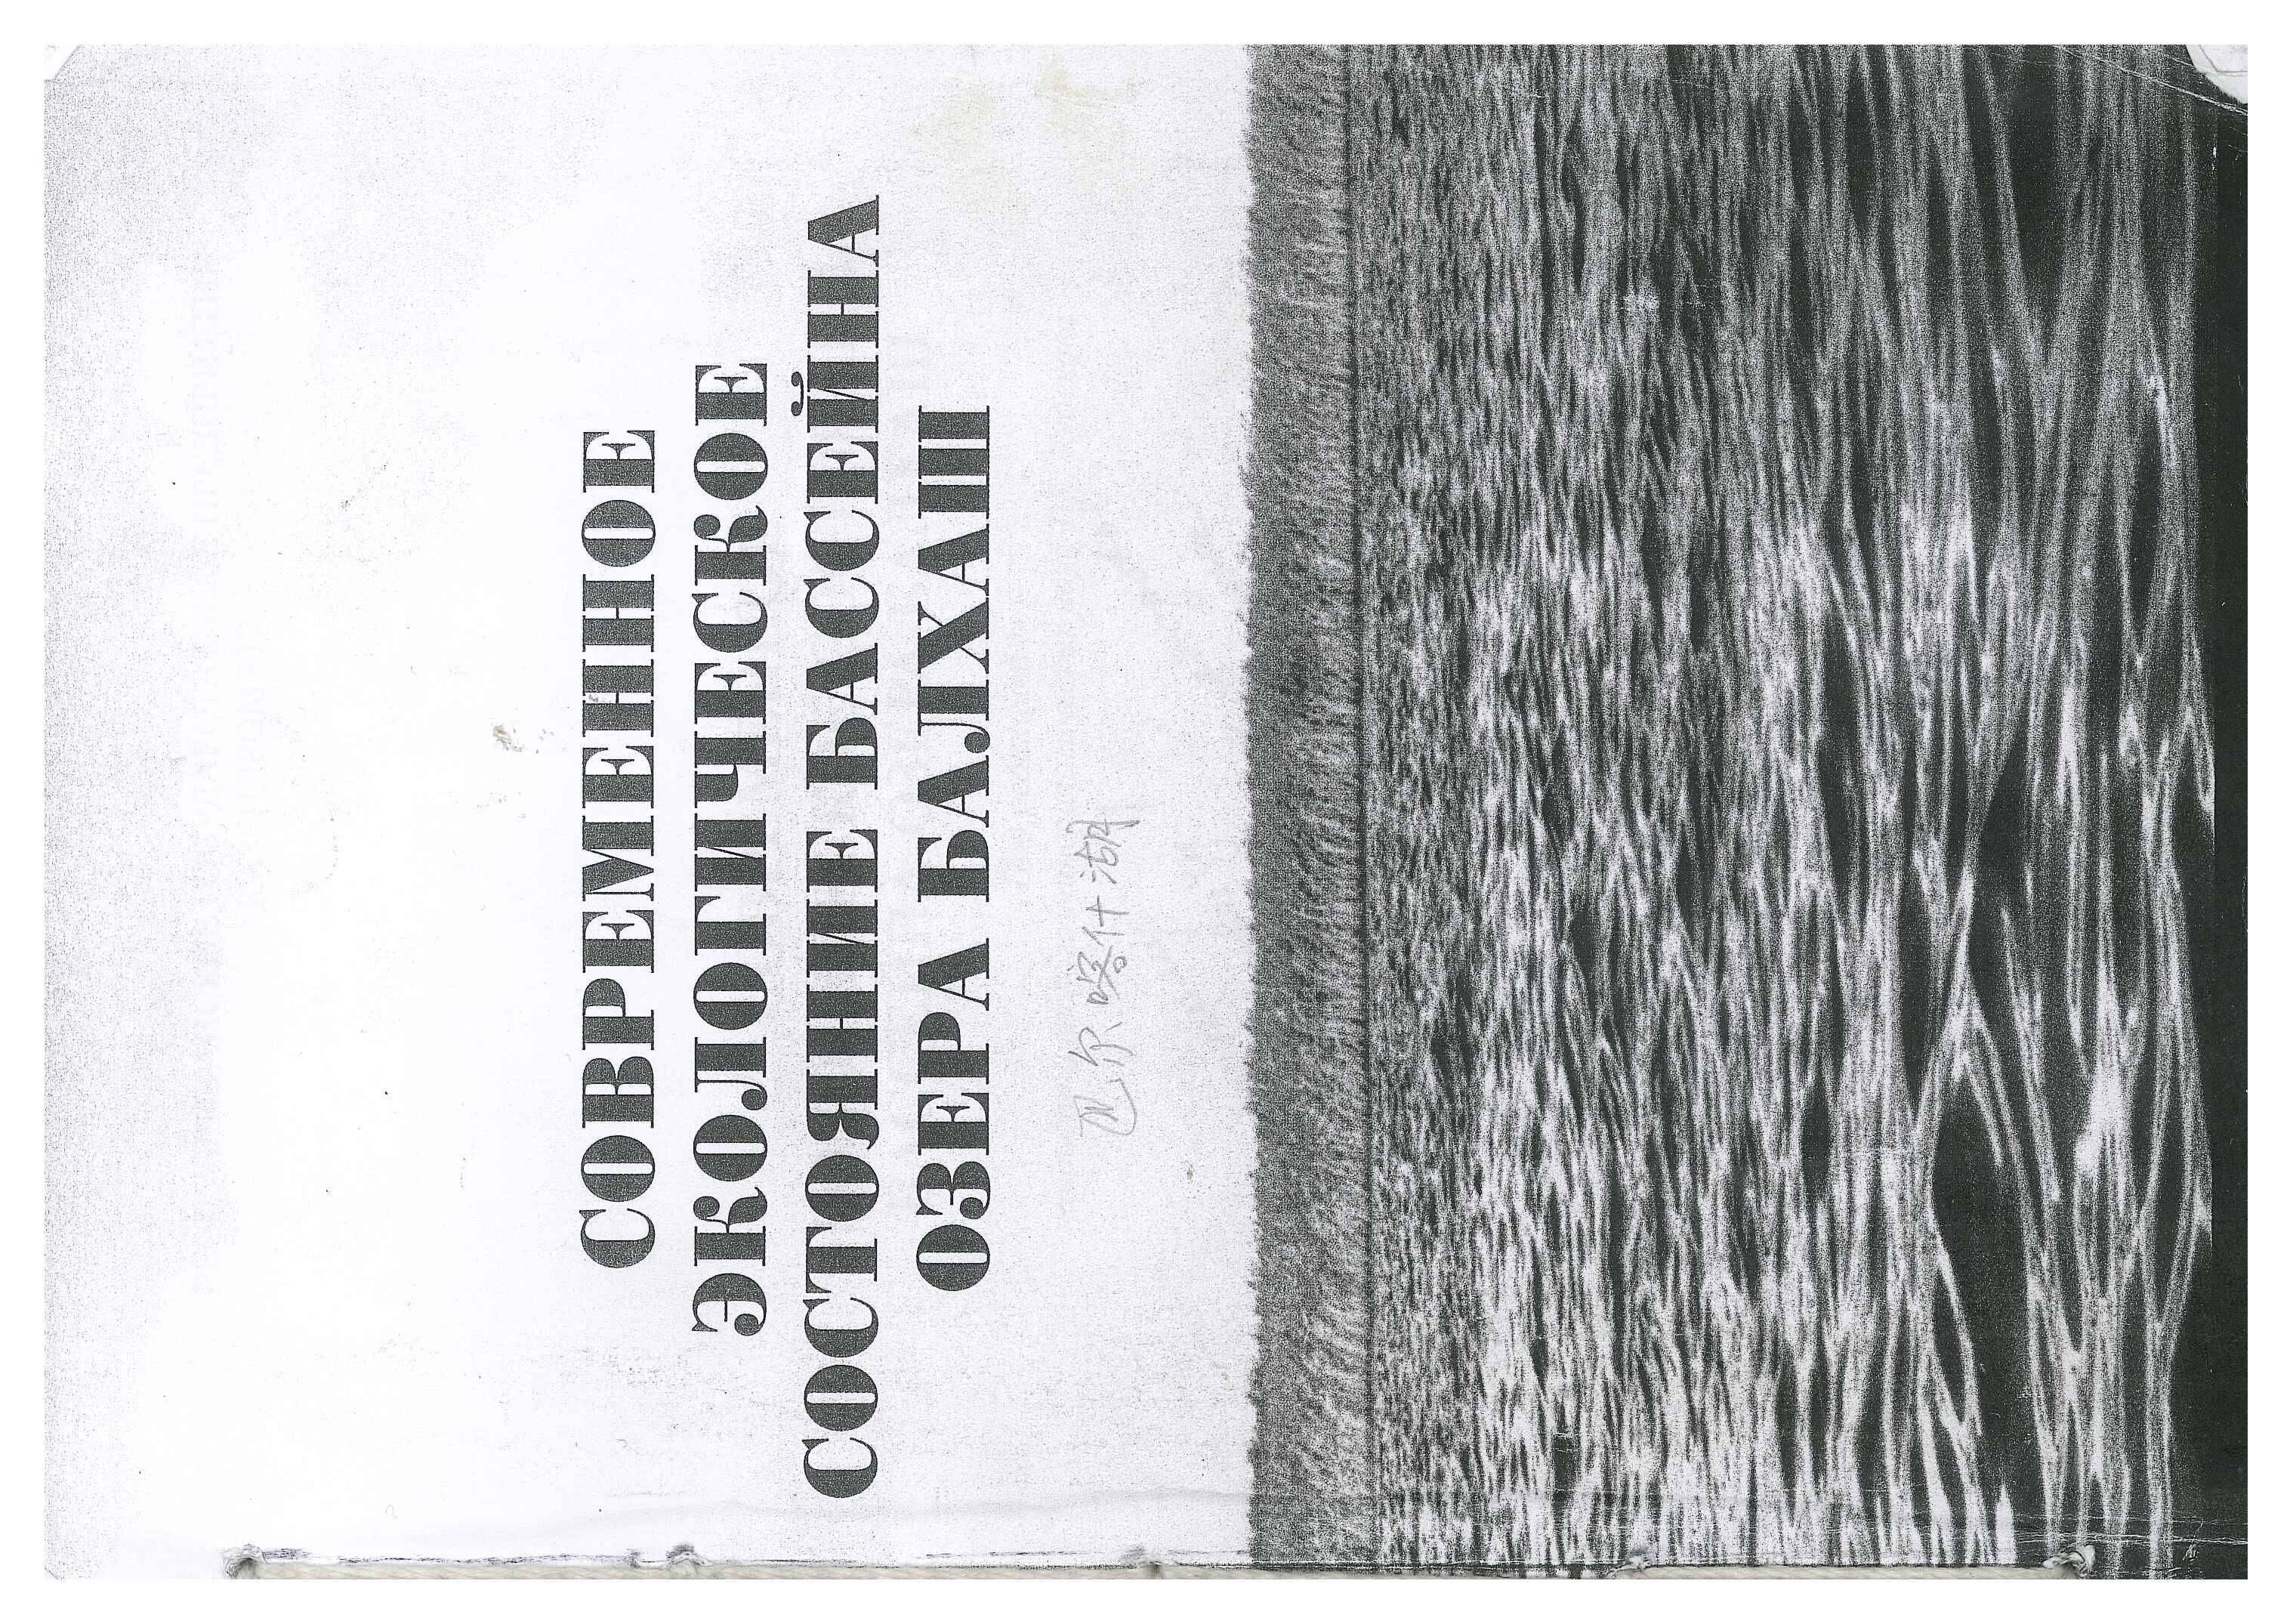 СОВРЕМЕННОЕ
ЭКОЛОГИЧЕСКОЕ
СОСТОЯНИЕ БАССЕЙНА
ОЗЕРА БАЛХАШ
巴尔喀什湖